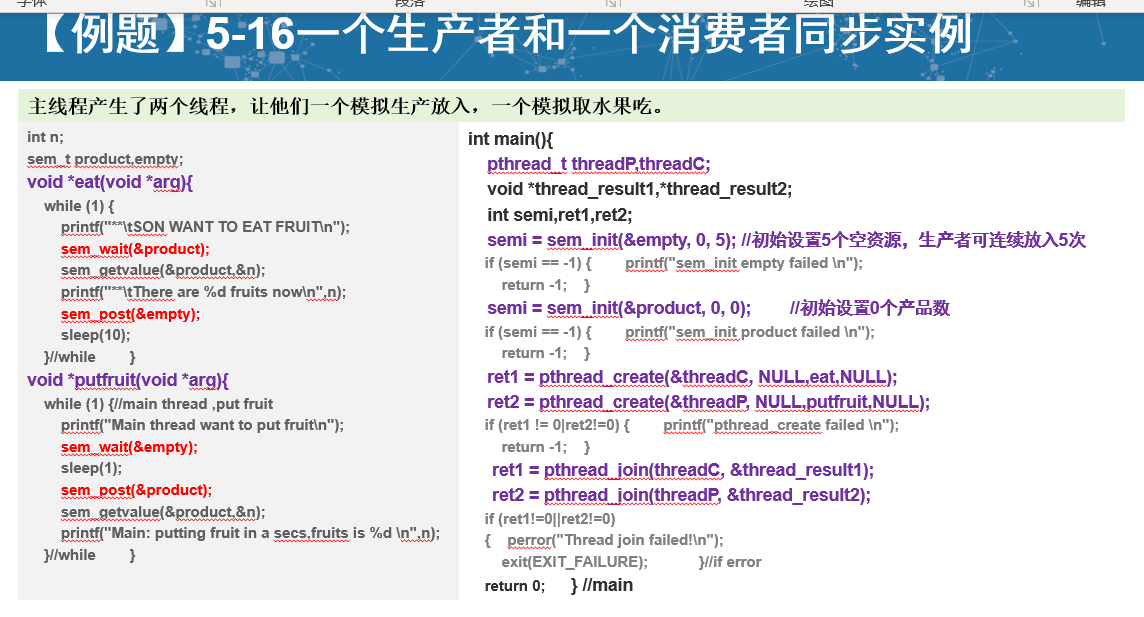 字体 段落 绘图 编辑
【例题】5-16一个生产者和一个消费者同步实例
主线程产生了两个线程，让他们一个模拟生产放入，一个模拟取水果吃。
int n;
sem_t product,empty;
void *eat(void *arg){
while (1) {
printf("**\tSON WANT TO EAT FRUIT\n");
sem_wait(&product);
sem_getvalue(&product,&n);
printf("**\tThere are %d fruits now\n",n);
sem_post(&empty);
sleep(10);
}//while }
void *putfruit(void *arg){
while (1) {//main thread ,put fruit
printf("Main thread want to put fruit\n");
sem_wait(&empty);
sleep(1);
sem_post(&product);
sem_getvalue(&product,&n);
printf("Main: putting fruit in a secs,fruits is %d \n",n);
}//while }
int main(){
pthread_t threadP,threadC;
void *thread_result1,*thread_result2;
int semi,ret1,ret2;
semi = sem_init(&empty, 0, 5); //初始设置5个空资源，生产者可连续放入5次
if (semi == -1) { printf("sem_init empty failed \n");
return -1; }
semi = sem_init(&product, 0, 0); //初始设置0个产品数
if (semi == -1) { printf("sem_init product failed \n");
return -1; }
ret1 = pthread_create(&threadC, NULL,eat,NULL);
ret2 = pthread_create(&threadP, NULL,putfruit,NULL);
if (ret1 != 0|ret2!=0) { printf("pthread_create failed \n");
return -1; }
ret1 = pthread_join(threadC, &thread_result1);
ret2 = pthread_join(threadP, &thread_result2);
if (ret1!=0||ret2!=0)
{ perror("Thread join failed!\n");
exit(EXIT_FAILURE); }//if error
return 0; } //main